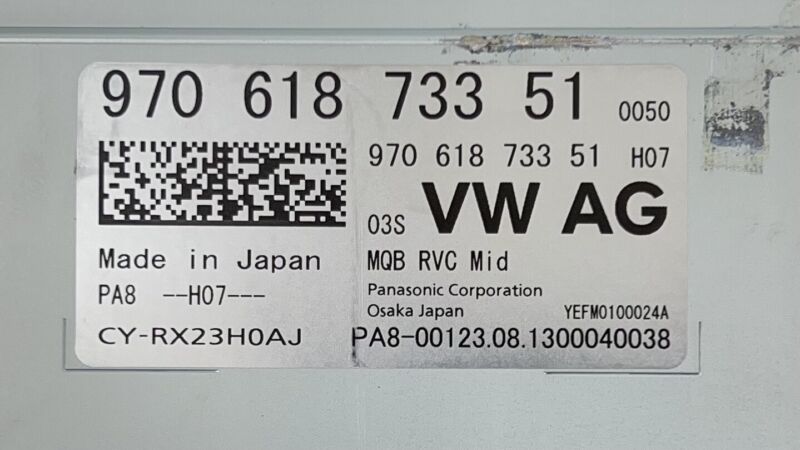 970 618 733 51 0050
970 618 733 51 H07
03S VW AG
Made in Japan
MQB RVC Mid
PA8 --H07---
Panasonic Corporation
Osaka Japan YEFM0100024A
CY-RX23H0AJ
PA8-00123.08.1300040038